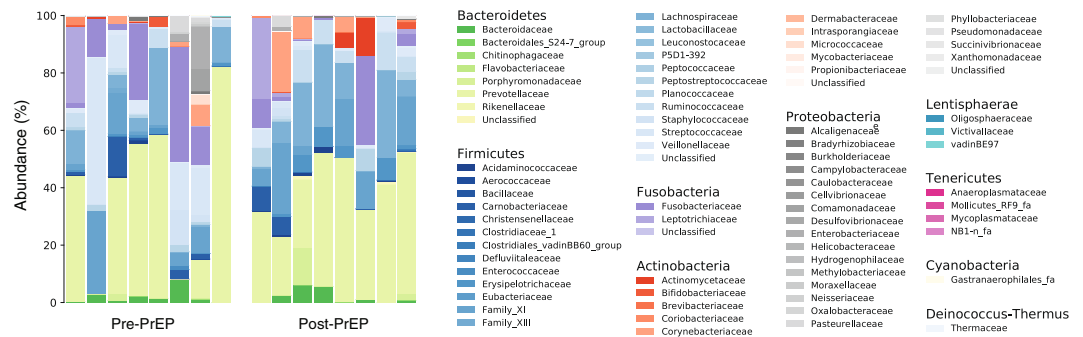 Abundance (%)
100
80
60
40
20
0
Pre-PrEP
Post-PrEP
Bacteroidetes
Bacteroidaceae
Bacteroidales_S24-7_group
Chitinophagaceae
Flavobacteriaceae
Porphyromonadaceae
Prevotellaceae
Rikenellaceae
Unclassified
Firmicutes
Acidaminococcaceae
Aerococcaceae
Bacillaceae
Carnobacteriaceae
Christensenellaceae
Clostridiaceae_1
Clostridiales_vadinBB60_group
Defluviitaleaceae
Enterococcaceae
Erysipelotrichaceae
Eubacteriaceae
Family_XI
Family_XIII
Lachnospiraceae
Lactobacillaceae
Leuconostocaceae
P5D1-392
Peptococcaceae
Peptostreptococcaceae
Planococcaceae
Ruminococcaceae
Staphylococcaceae
Streptococcaceae
Veillonellaceae
Unclassified
Fusobacteria
Fusobacteriaceae
Leptotrichiaceae
Unclassified
Actinobacteria
Actinomycetaceae
Bifidobacteriaceae
Brevibacteriaceae
Coriobacteriaceae
Corynebacteriaceae
Dermabacteraceae
Intrasporangiaceae
Micrococcaceae
Mycobacteriaceae
Propionibacteriaceae
Unclassified
Proteobacteria
e
Alcaligenaceae
Bradyrhizobiaceae
Burkholderiaceae
Campylobacteraceae
Caulobacteraceae
Cellvibrionaceae
Comamonadaceae
Desulfovibrionaceae
Enterobacteriaceae
Helicobacteraceae
Hydrogenophilaceae
Methylobacteriaceae
Moraxellaceae
Neisseriaceae
Oxalobacteraceae
Pasteurellaceae
Phyllobacteriaceae
Pseudomonadaceae
Succinivibrionaceae
Xanthomonadaceae
Unclassified
Lentisphaerae
Oligosphaeraceae
Victivallaceae
vadinBE97
Tenericutes
Anaeroplasmataceae
Mollicutes_RF9_fa
Mycoplasmataceae
NB1-n_fa
Cyanobacteria
Gastranaerophilales_fa
Deinococcus-Thermus
Thermaceae